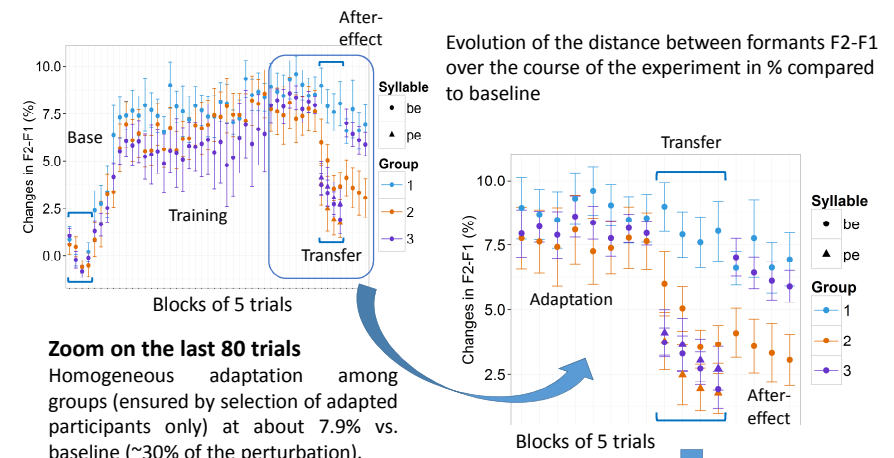 After-
effect
10.0
7.5
5.0
2.5
0.0
Changes in F2-F1 (%)
Base
Training
Transfer
Blocks of 5 trials
Syllable
be
pe
Group
1
2
3
Evolution of the distance between formants F2-F1
over the course of the experiment in % compared
to baseline
Zoom on the last 80 trials
Homogeneous adaptation among
groups (ensured by selection of adapted
participants only) at about 7.9% vs.
baseline (~30% of the perturbation).
Transfer
10.0
7.5
5.0
2.5
Changes in F2-F1 (%)
Adaptation
After-
effect
Blocks of 5 trials
Syllable
be
pe
Group
1
2
3